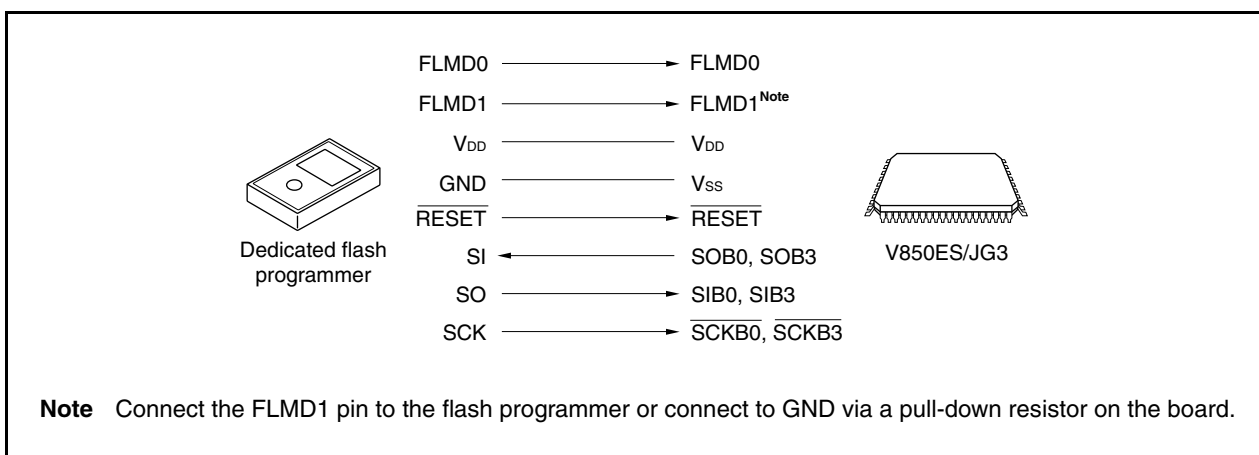 FLMD0 FLMD0
FLMD1 FLMD1Note
VDD VDD
GND VSS
RESET RESET
Dedicated flash
programmer
SI SOB0, SOB3
V850ES/JG3
SO SIB0, SIB3
SCK SCKB0, SCKB3
Note Connect the FLMD1 pin to the flash programmer or connect to GND via a pull-down resistor on the board.